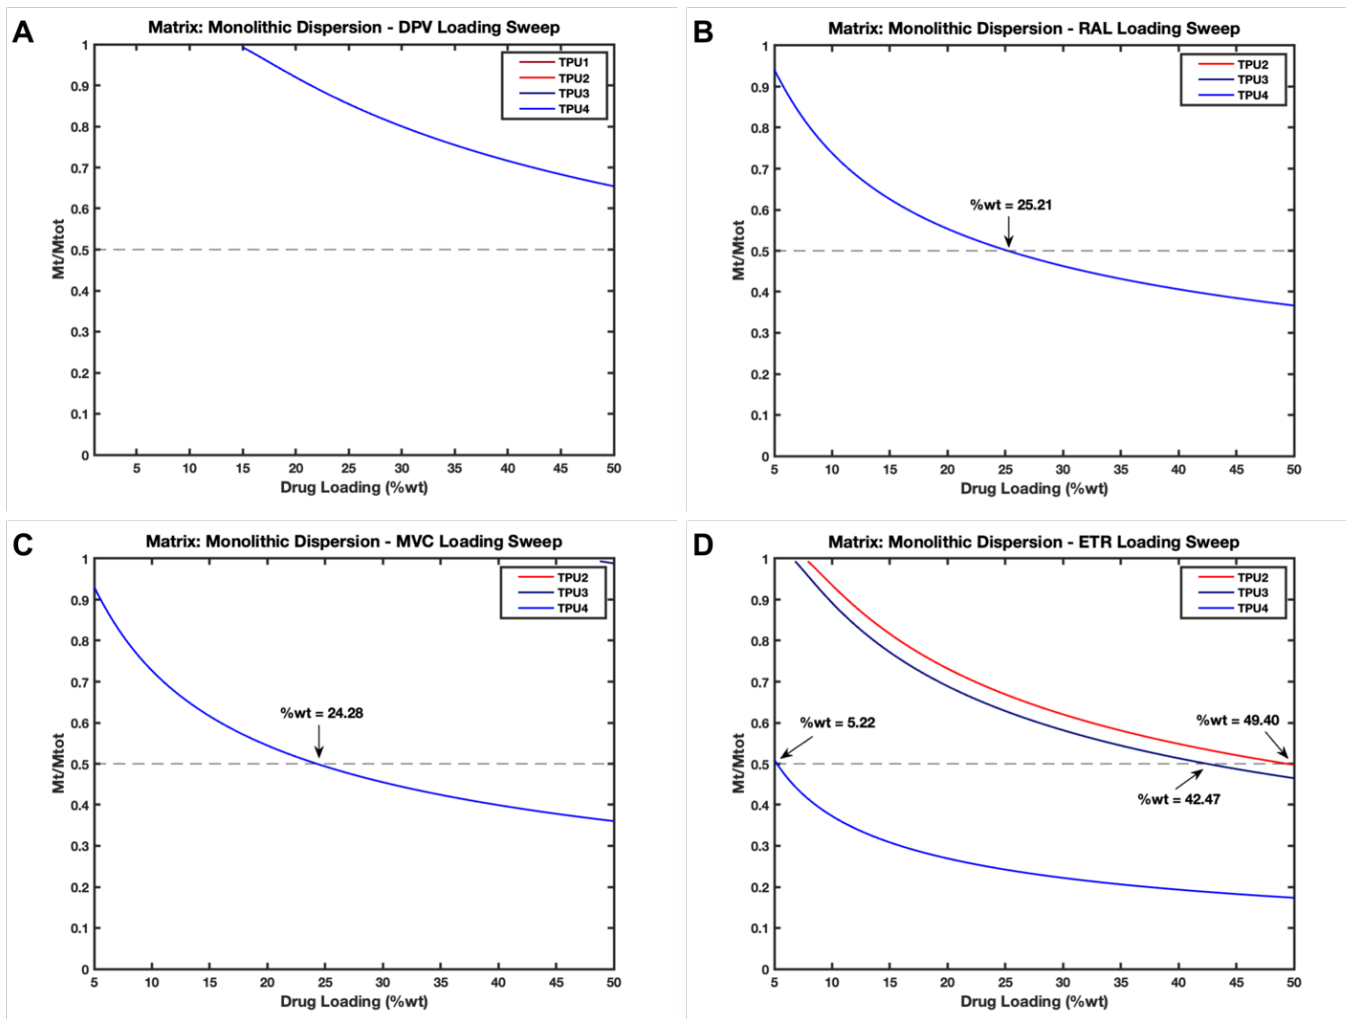 A
Matrix: Monolithic Dispersion - DPV Loading Sweep
TPU1
TPU2
TPU3
TPU4
1
0.9
0.8
0.7
0.6
0.5
0.4
0.3
0.2
0.1
0
Mt/Mtot
5 10 15 20 25 30 35 40 45 50
Drug Loading (%wt)
B
Matrix: Monolithic Dispersion - RAL Loading Sweep
TPU2
TPU3
TPU4
%wt = 25.21
1
0.9
0.8
0.7
0.6
0.5
0.4
0.3
0.2
0.1
0
Mt/Mtot
5 10 15 20 25 30 35 40 45 50
Drug Loading (%wt)
C
Matrix: Monolithic Dispersion - MVC Loading Sweep
TPU2
TPU3
TPU4
%wt = 24.28
1
0.9
0.8
0.7
0.6
0.5
0.4
0.3
0.2
0.1
0
Mt/Mtot
5 10 15 20 25 30 35 40 45 50
Drug Loading (%wt)
D
Matrix: Monolithic Dispersion - ETR Loading Sweep
TPU2
TPU3
TPU4
%wt = 5.22
%wt = 49.40
%wt = 42.47
1
0.9
0.8
0.7
0.6
0.5
0.4
0.3
0.2
0.1
0
Mt/Mtot
5 10 15 20 25 30 35 40 45 50
Drug Loading (%wt)